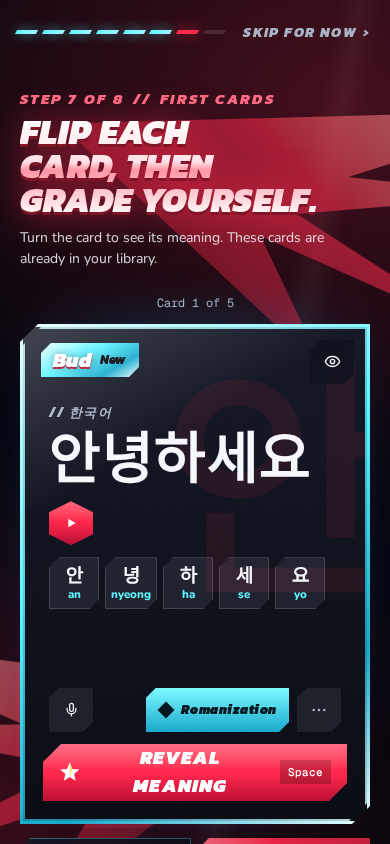 SKIP FOR NOW >
STEP 7 OF 8 // FIRST CARDS
FLIP EACH
CARD, THEN
GRADE YOURSELF.
Turn the card to see its meaning. These cards are
already in your library.
Card 1 of 5
Bud New
// 한국어
안녕하세요
안 녕 하 세 요
an nyeong ha se yo
Romanization
REVEAL
MEANING
Space